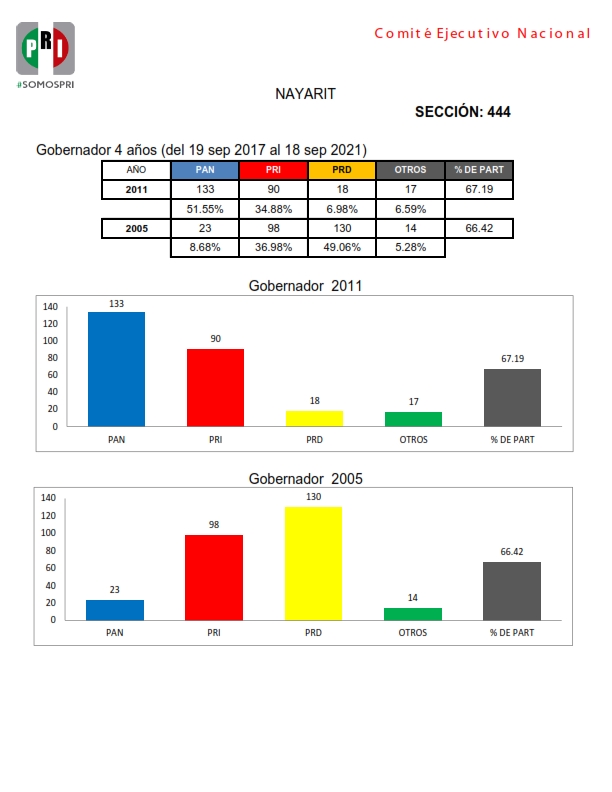 Comité Ejecutivo Nacional
PRI
#SOMOSPRI
NAYARIT
SECCIÓN: 444
Gobernador 4 años (del 19 sep 2017 al 18 sep 2021)
AÑO PAN PRI PRD OTROS % DE PART
2011 133 90 18 17 67.19
51.55% 34.88% 6.98% 6.59%
2005 23 98 130 14 66.42
8.68% 36.98% 49.06% 5.28%
Gobernador 2011
140
120
100
80
60
40
20
0
133
90
18
17
67.19
PAN PRI PRD OTROS % DE PART
Gobernador 2005
140
120
100
80
60
40
20
0
23
98
130
14
66.42
PAN PRI PRD OTROS % DE PART